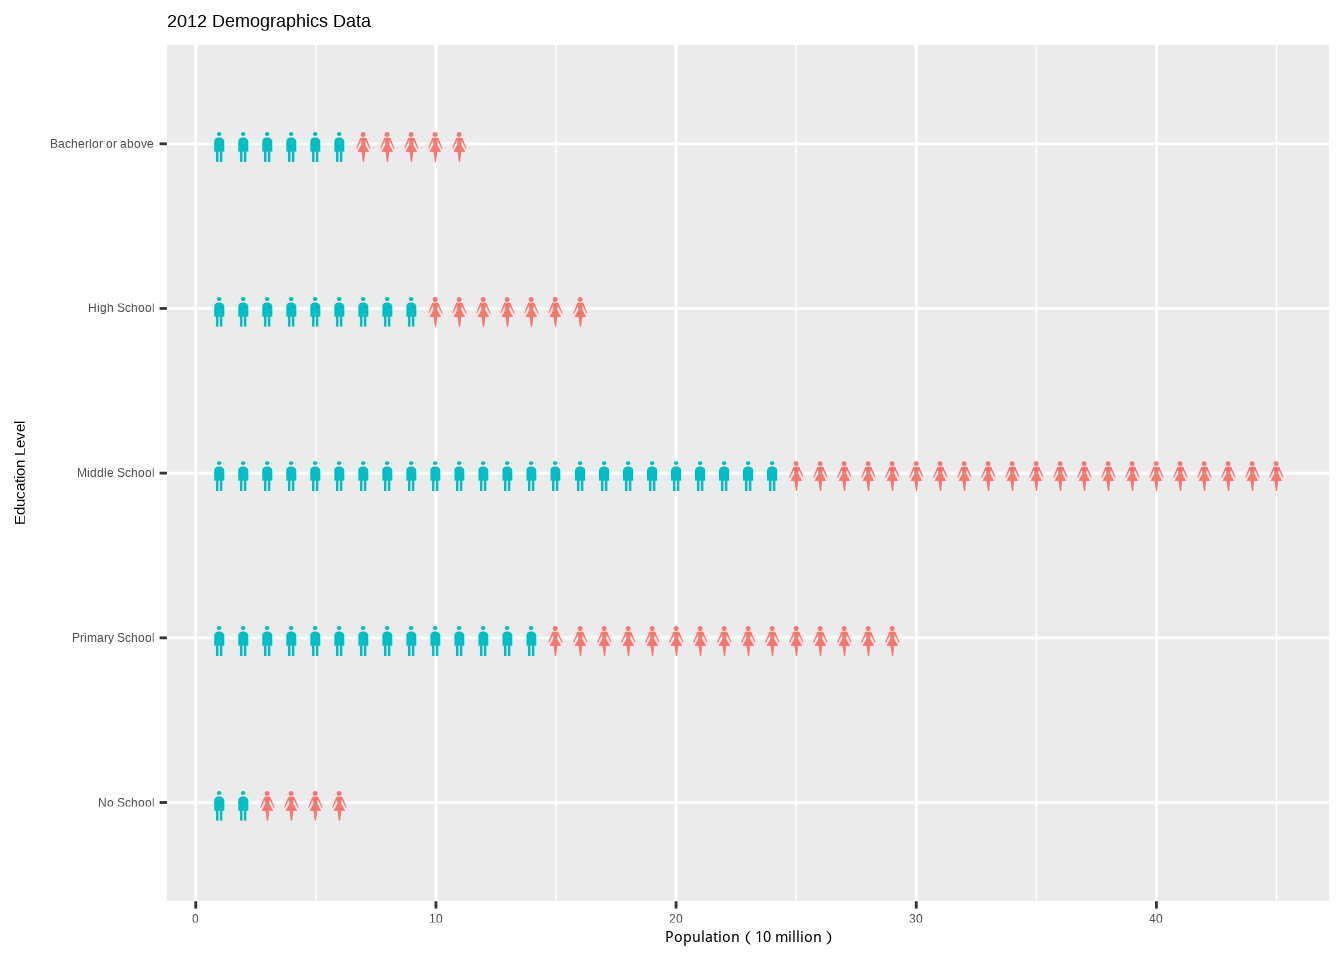 2012 Demographics Data
Bacherlor or above
High School
Middle School
Primary School
No School
Education Level
0 10 20 30 40
Population ( 10 million )